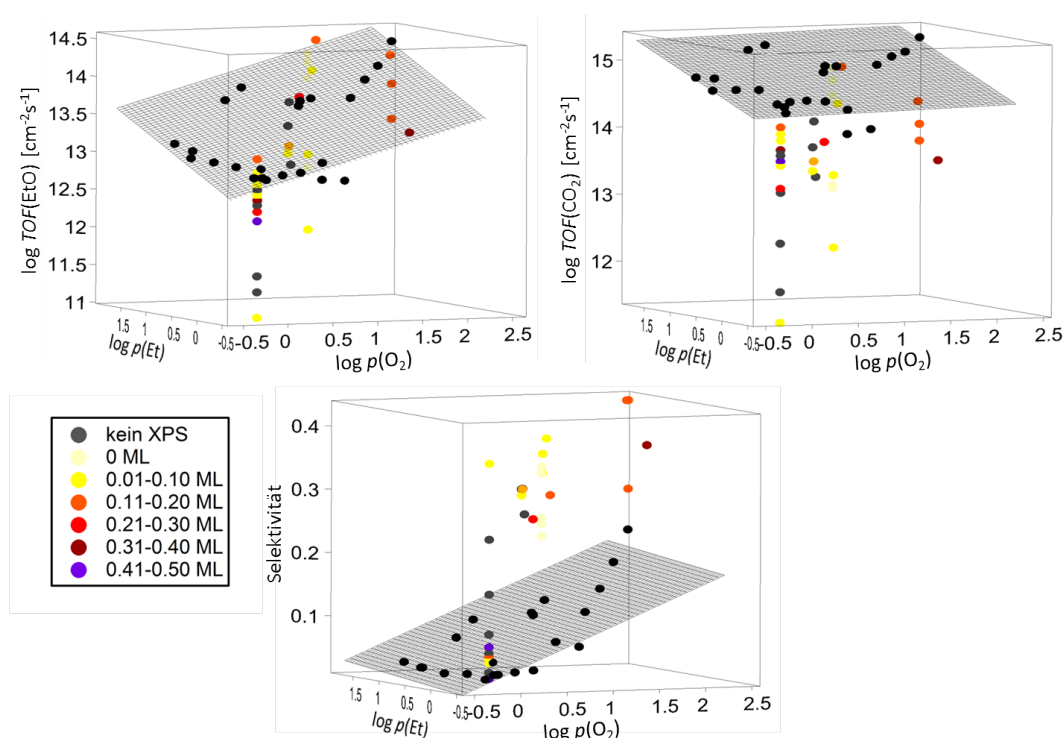 14.5
14
13.5
13
12.5
12
11.5
11
log TOF(EtO) [cm⁻²s⁻¹]
1.5 1 0.5 0 -0.5
log p(Et)
-0.5 0 0.5 1 1.5 2 2.5
log p(O₂)
15
14
13
12
log TOF(CO₂) [cm⁻²s⁻¹]
1.5 1 0.5 0 -0.5
log p(Et)
-0.5 0 0.5 1 1.5 2 2.5
log p(O₂)
kein XPS
0 ML
0.01-0.10 ML
0.11-0.20 ML
0.21-0.30 ML
0.31-0.40 ML
0.41-0.50 ML
0.4
0.3
0.2
0.1
Selektivität
1.5 1 0.5 0 -0.5
log p(Et)
0 0.5 1 1.5 2 2.5
log p(O₂)